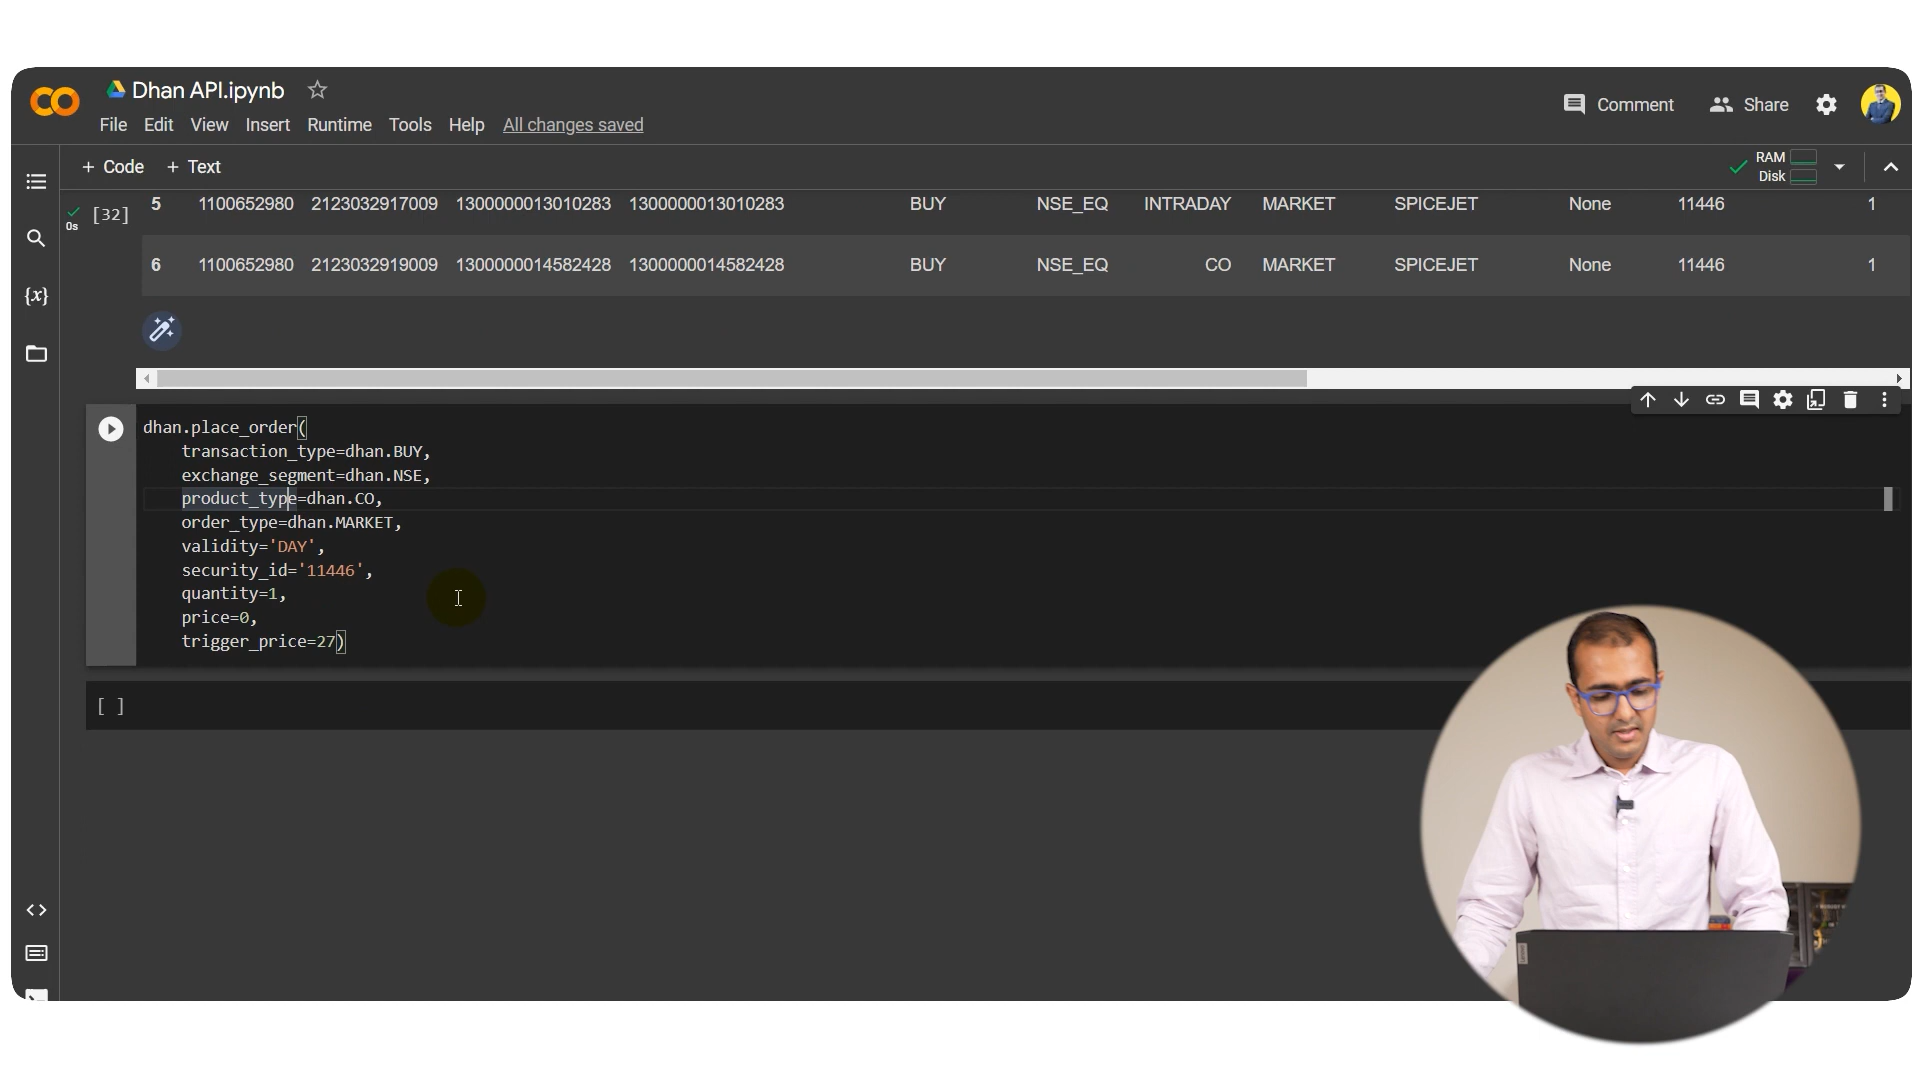 Dhan API.ipynb
File Edit View Insert Runtime Tools Help All changes saved
Comment Share
+ Code + Text
RAM
Disk
[32]
0s
5 1100652980 2123032917009 1300000013010283 1300000013010283 BUY NSE_EQ INTRADAY MARKET SPICEJET None 11446 1
6 1100652980 2123032919009 1300000014582428 1300000014582428 BUY NSE_EQ CO MARKET SPICEJET None 11446 1
{x}
dhan.place_order(
transaction_type=dhan.BUY,
exchange_segment=dhan.NSE,
product_type=dhan.CO,
order_type=dhan.MARKET,
validity='DAY',
security_id='11446',
quantity=1,
price=0,
trigger_price=27)
[ ]